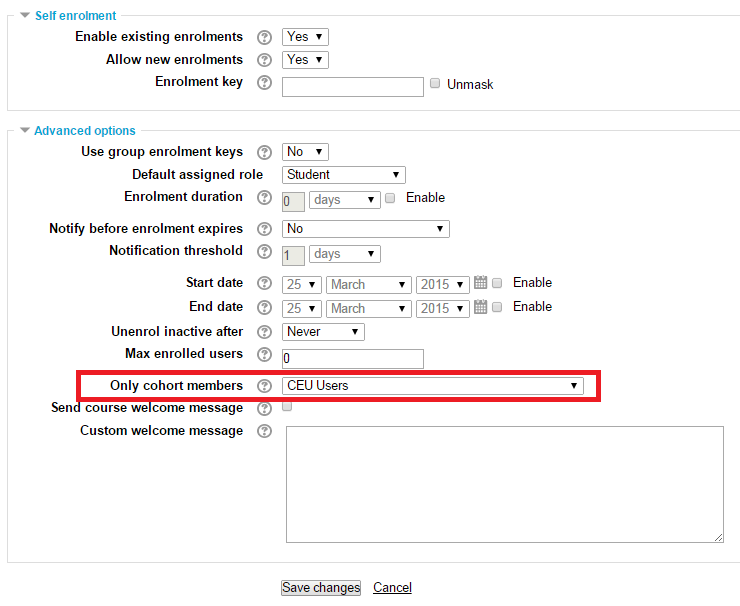 Self enrolment
Enable existing enrolments Yes
Allow new enrolments Yes
Enrolment key Unmask
Advanced options
Use group enrolment keys No
Default assigned role Student
Enrolment duration 0 days Enable
Notify before enrolment expires No
Notification threshold 1 days
Start date 25 March 2015 Enable
End date 25 March 2015 Enable
Unenrol inactive after Never
Max enrolled users 0
Only cohort members CEU Users
Send course welcome message
Custom welcome message
Save changes Cancel